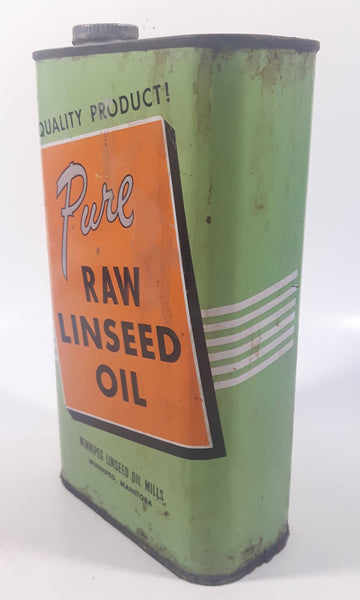 QUALITY PRODUCT!
Pure
RAW
LINSEED
OIL
WINNIPEG LINSEED OIL MILLS
WINNIPEG, MANITOBA